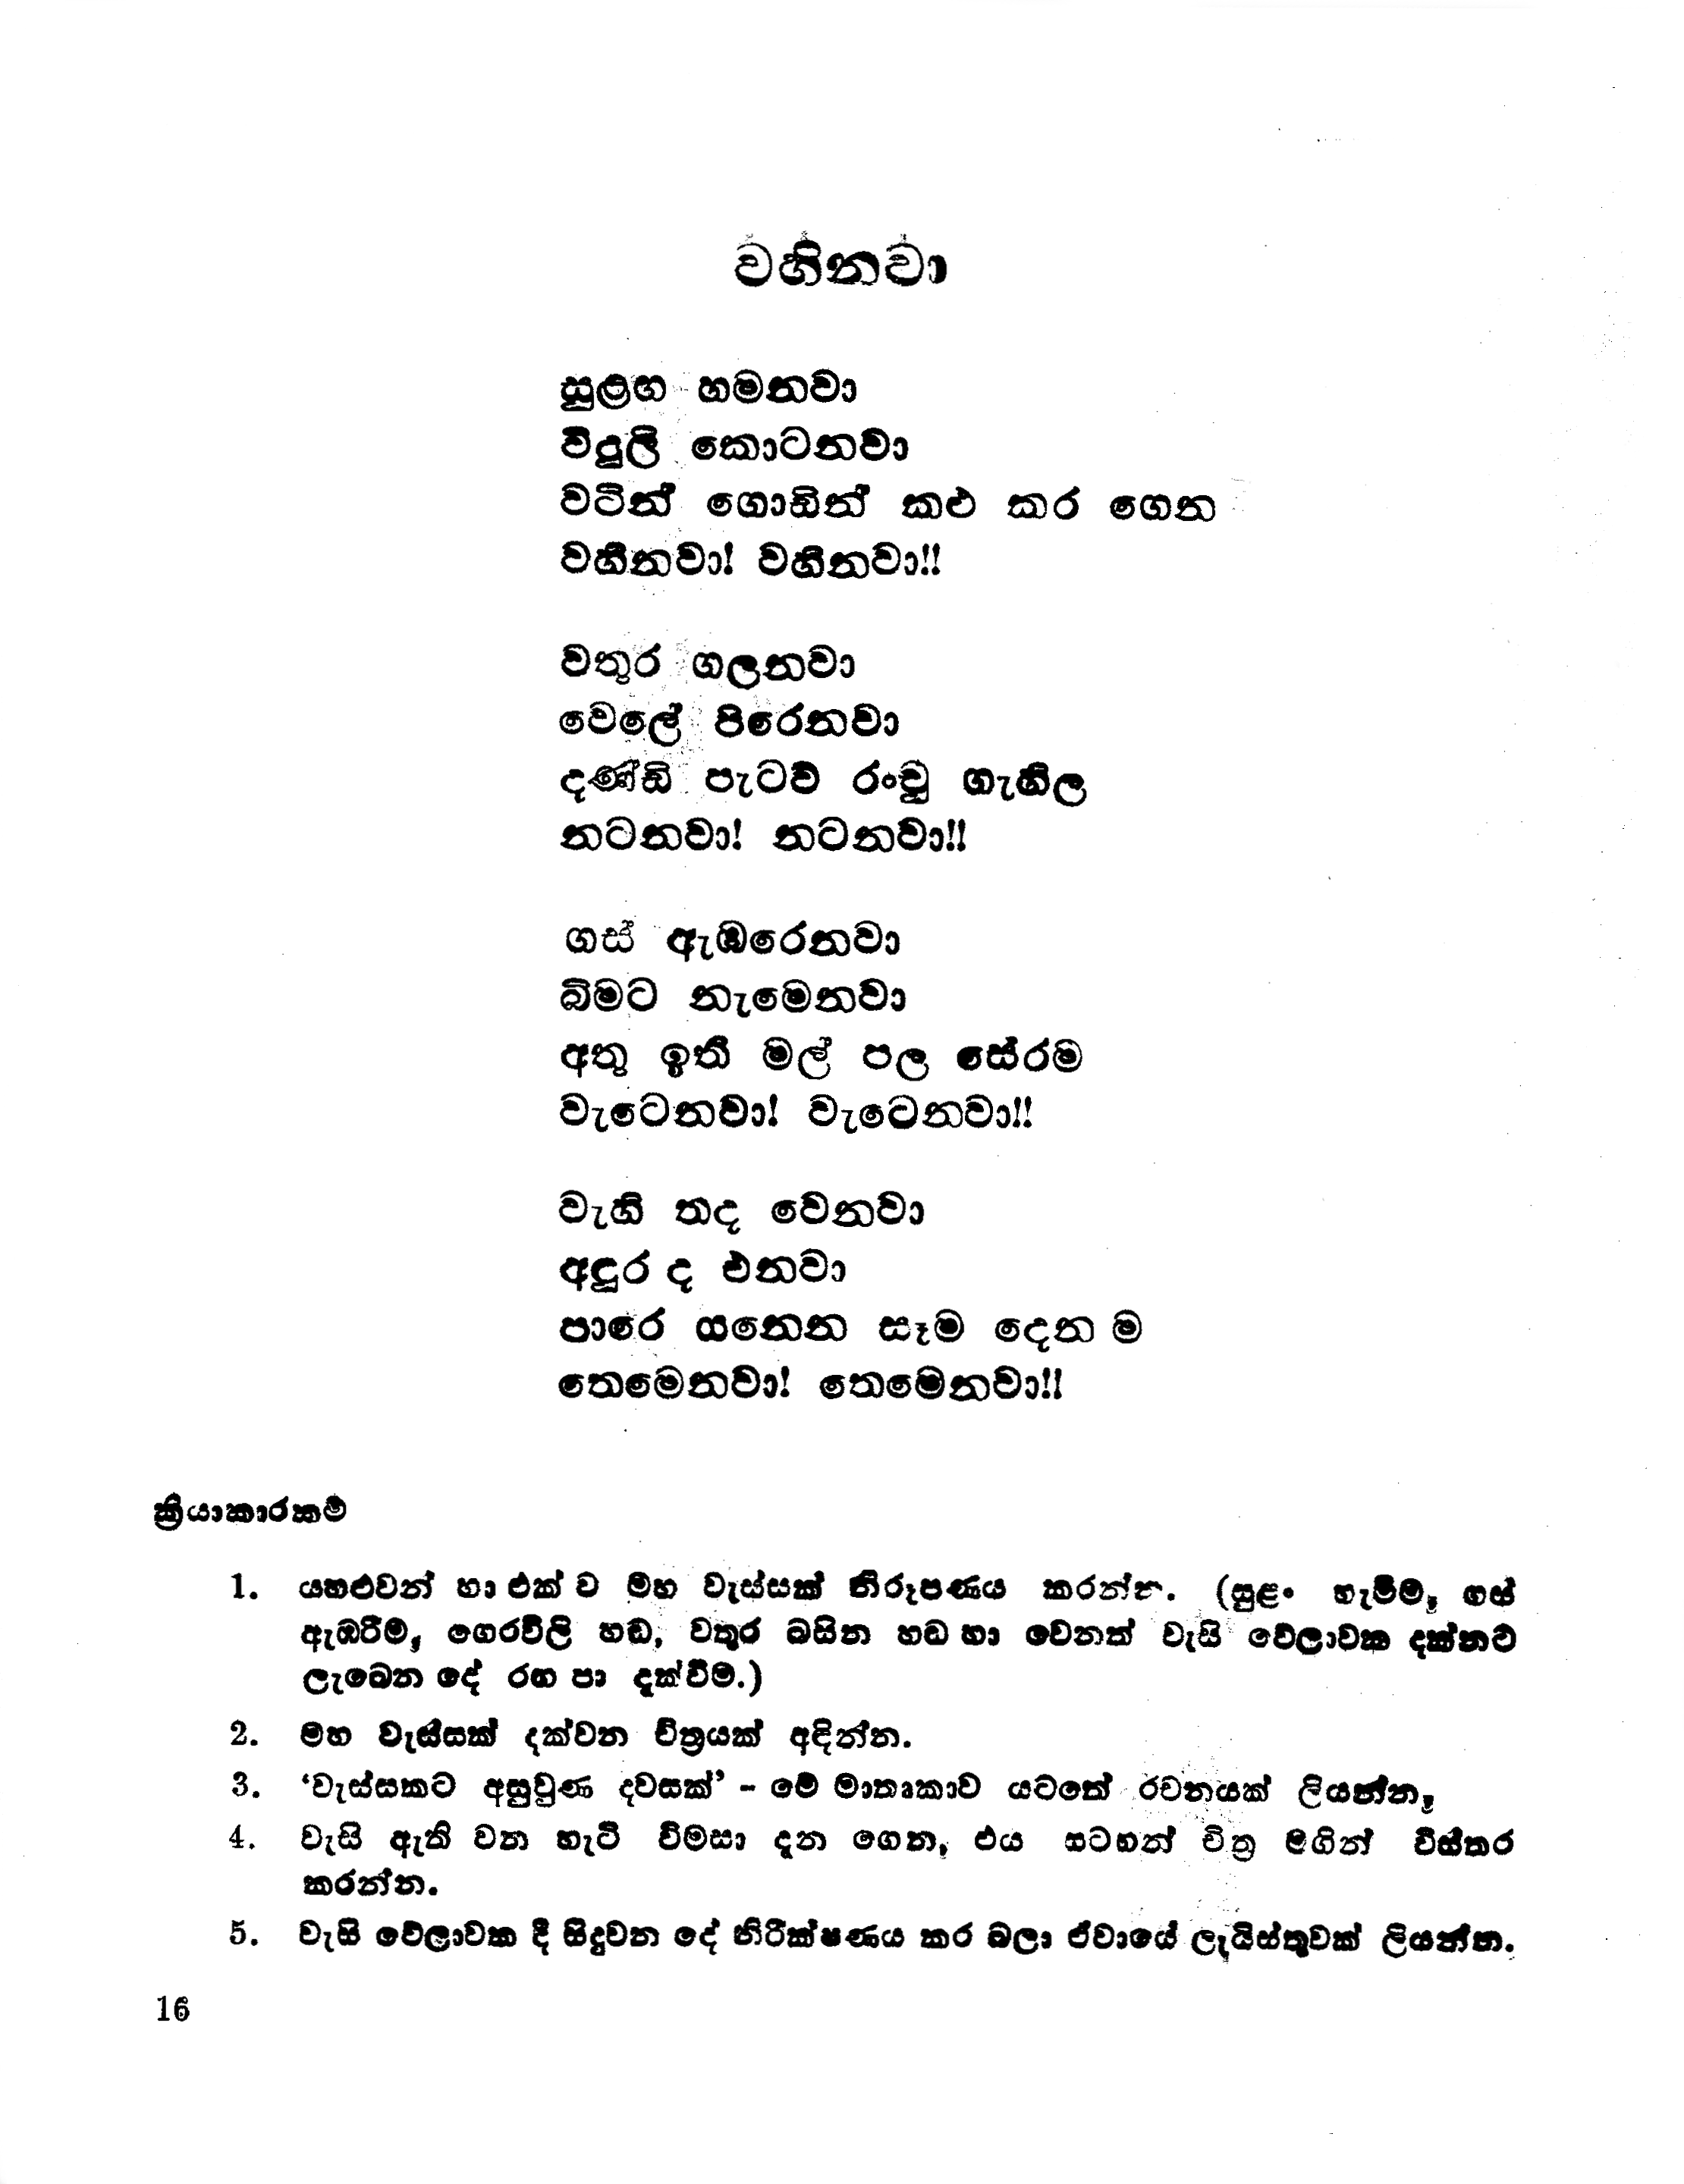 වහිනවා
සුළඟ හමනවා
විදුලි කොටනවා
වටින් ගොඩින් කළු කර ගෙන
වහිනවා! වහිනවා!!
වතුර ගලනවා
වෙලේ පිරෙනවා
දණ්ඩි පැටව් රංචු ගැහිල
නටනවා! නටනවා!!
ගස් ඇඹරෙනවා
බිමට නැමෙනවා
අතු ඉති මල් පල සේරම
වැටෙනවා! වැටෙනවා!!
වැහි තද වෙනවා
අඳුර ද එනවා
පාරෙ යනෙන සෑම දෙන ම
තෙමෙනවා! තෙමෙනවා!!
ක්‍රියාකාරකම්
1. යහළුවන් හා එක් ව මහ වැස්සක් නිරූපණය කරන්න. (සුළං හැමීම, ගස්
ඇඹරීම, ගෙරවිලි හඬ, වතුර බසින හඬ හා වෙනත් වැසි වේලාවක දක්නට
ලැබෙන දේ රඟ පා දැක්වීම.)
2. මහ වැස්සක් දක්වන චිත්‍රයක් අඳින්න.
3. ‘වැස්සකට අසුවුණ දවසක්’ - මේ මාතෘකාව යටතේ රචනයක් ලියන්න,
4. වැසි ඇති වන හැටි විමසා දැන ගෙන, එය සටහන් චිත්‍ර මගින් විස්තර
කරන්න.
5. වැසි වේලාවක දී සිදුවන දේ නිරීක්ෂණය කර බලා ඒවායේ ලැයිස්තුවක් ලියන්න.
16